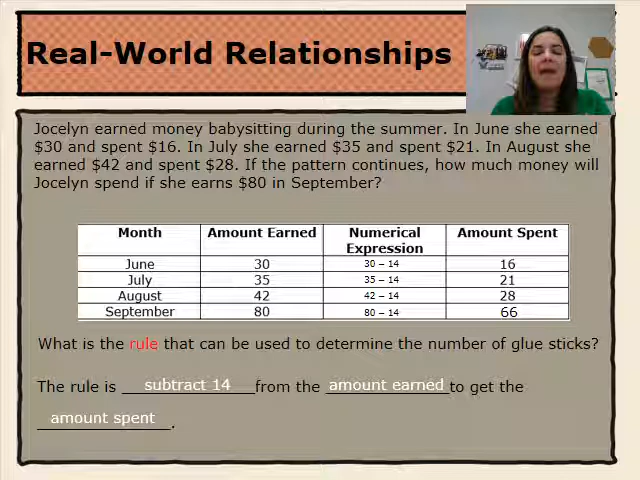 Real-World Relationships
Jocelyn earned money babysitting during the summer. In June she earned
$30 and spent $16. In July she earned $35 and spent $21. In August she
earned $42 and spent $28. If the pattern continues, how much money will
Jocelyn spend if she earns $80 in September?
Month Amount Earned Numerical Expression Amount Spent
June 30 30 – 14 16
July 35 35 – 14 21
August 42 42 – 14 28
September 80 80 – 14 66
What is the rule that can be used to determine the number of glue sticks?
The rule is subtract 14 from the amount earned to get the
amount spent.